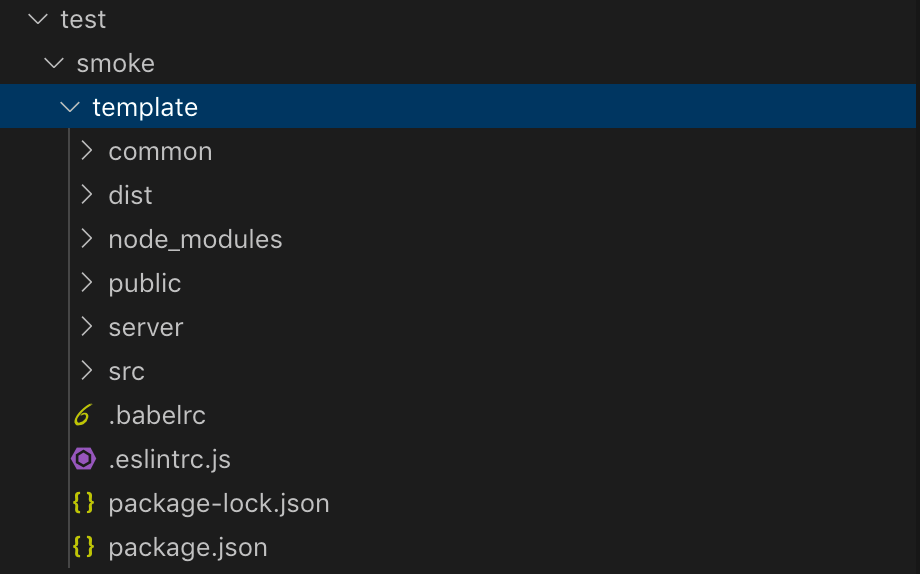 test
smoke
template
common
dist
node_modules
public
server
src
.babelrc
.eslintrc.js
package-lock.json
package.json